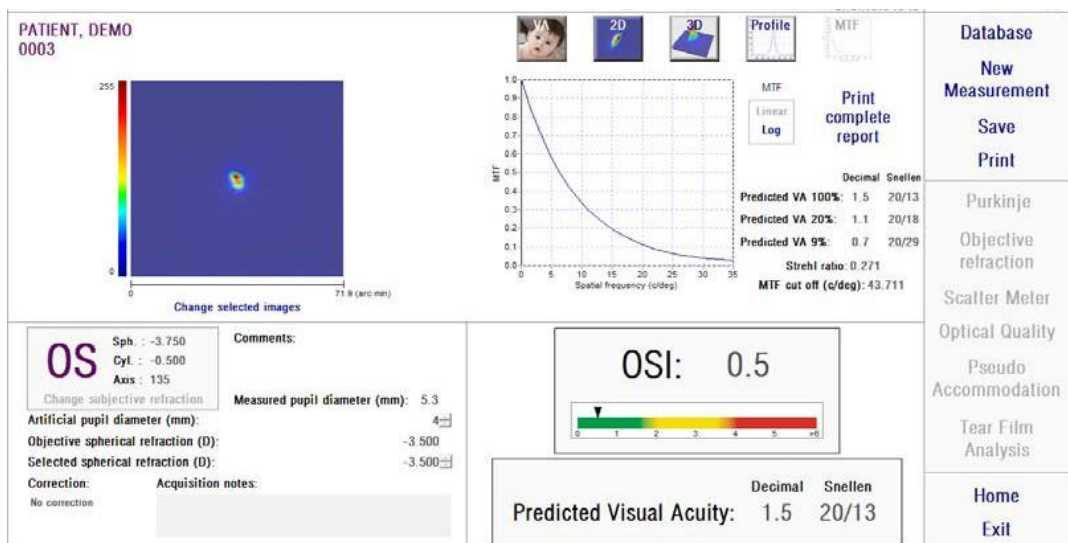 PATIENT, DEMO
0003
VA
2D
3D
Profile
MTF
255
0
0
71.9 (arc min)
Change selected images
1.0
0.9
0.8
0.7
0.6
0.5
0.4
0.3
0.2
0.1
0.0
MTF
0 5 10 15 20 25 30 35
Spatial frequency (c/deg)
MTF
Linear
Log
Print
complete
report
Decimal Snellen
Predicted VA 100%: 1.5 20/13
Predicted VA 20%: 1.1 20/18
Predicted VA 9%: 0.7 20/29
Strehl ratio: 0.271
MTF cut off (c/deg): 43.711
OS
Sph. : -3.750
Cyl. : -0.500
Axis : 135
Change subjective refraction
Comments:
Measured pupil diameter (mm): 5.3
Artificial pupil diameter (mm): 4
Objective spherical refraction (D): -3 500
Selected spherical refraction (D): -3.500
Correction: Acquisition notes:
No correction
OSI: 0.5
0 1 2 3 4 5 >6
Decimal Snellen
Predicted Visual Acuity: 1.5 20/13
Database
New
Measurement
Save
Print
Purkinje
Objective
refraction
Scatter Meter
Optical Quality
Pseudo
Accommodation
Tear Film
Analysis
Home
Exit